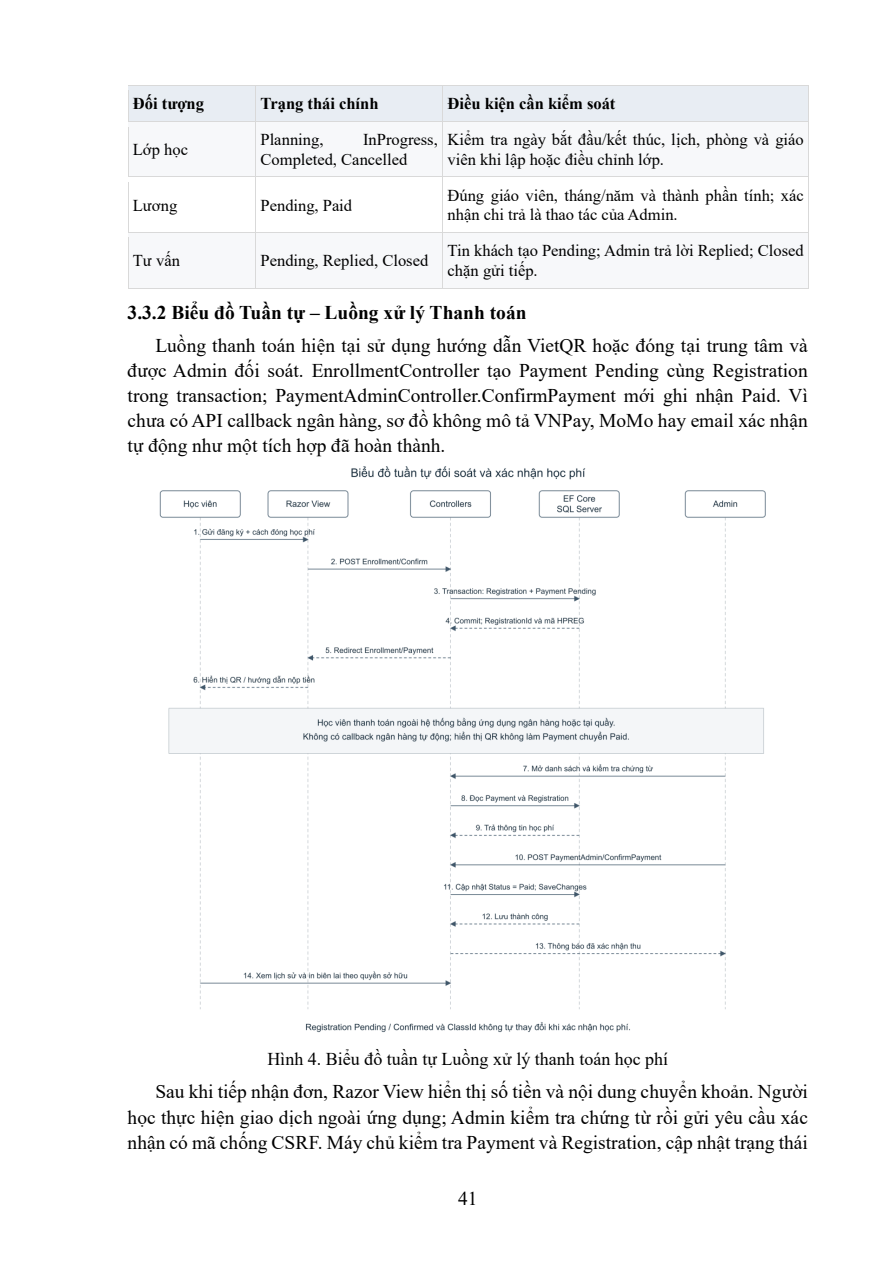 Đối tượng Trạng thái chính Điều kiện cần kiểm soát
Lớp học
Planning, InProgress,
Completed, Cancelled
Kiểm tra ngày bắt đầu/kết thúc, lịch, phòng và giáo
viên khi lập hoặc điều chỉnh lớp.
Lương
Pending, Paid
Đúng giáo viên, tháng/năm và thành phần tính; xác
nhận chi trả là thao tác của Admin.
Tư vấn
Pending, Replied, Closed
Tin khách tạo Pending; Admin trả lời Replied; Closed
chặn gửi tiếp.
3.3.2 Biểu đồ Tuần tự – Luồng xử lý Thanh toán
Luồng thanh toán hiện tại sử dụng hướng dẫn VietQR hoặc đóng tại trung tâm và
được Admin đối soát. EnrollmentController tạo Payment Pending cùng Registration
trong transaction; PaymentAdminController.ConfirmPayment mới ghi nhận Paid. Vì
chưa có API callback ngân hàng, sơ đồ không mô tả VNPay, MoMo hay email xác nhận
tự động như một tích hợp đã hoàn thành.
Biểu đồ tuần tự đối soát và xác nhận học phí
Học viên
Razor View
Controllers
EF Core
SQL Server
Admin
1. Gửi đăng ký + cách đóng học phí
2. POST Enrollment/Confirm
3. Transaction: Registration + Payment Pending
4. Commit; RegistrationId và mã HPREG
5. Redirect Enrollment/Payment
6. Hiển thị QR / hướng dẫn nộp tiền
Học viên thanh toán ngoài hệ thống bằng ứng dụng ngân hàng hoặc tại quầy.
Không có callback ngân hàng tự động; hiển thị QR không làm Payment chuyển Paid.
7. Mở danh sách và kiểm tra chứng từ
8. Đọc Payment và Registration
9. Trả thông tin học phí
10. POST PaymentAdmin/ConfirmPayment
11. Cập nhật Status = Paid; SaveChanges
12. Lưu thành công
13. Thông báo đã xác nhận thu
14. Xem lịch sử và in biên lai theo quyền sở hữu
Registration Pending / Confirmed và ClassId không tự thay đổi khi xác nhận học phí.
Hình 4. Biểu đồ tuần tự Luồng xử lý thanh toán học phí
Sau khi tiếp nhận đơn, Razor View hiển thị số tiền và nội dung chuyển khoản. Người
học thực hiện giao dịch ngoài ứng dụng; Admin kiểm tra chứng từ rồi gửi yêu cầu xác
nhận có mã chống CSRF. Máy chủ kiểm tra Payment và Registration, cập nhật trạng thái
41